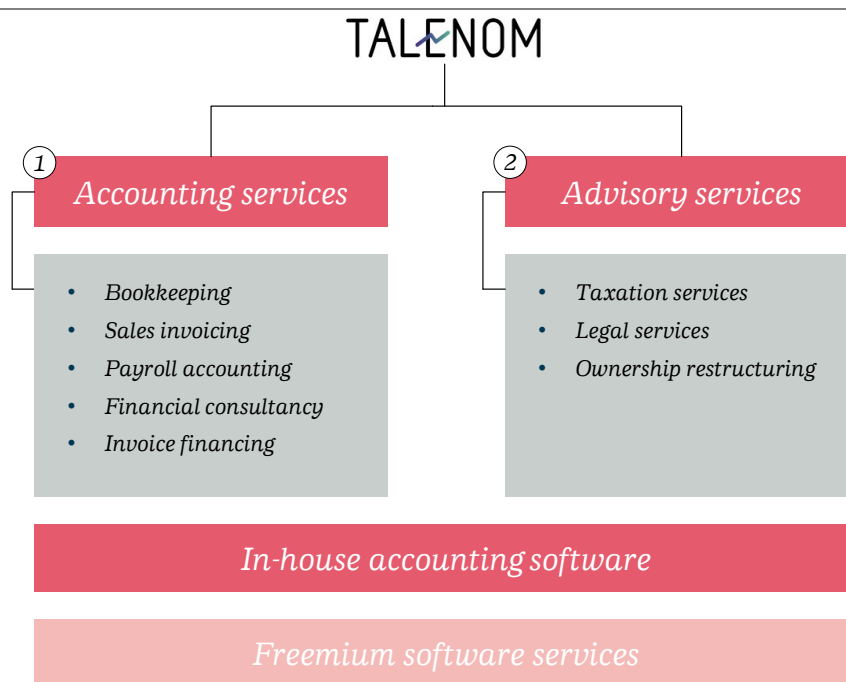 TALENOM
1
Accounting services
• Bookkeeping
• Sales invoicing
• Payroll accounting
• Financial consultancy
• Invoice financing
2
Advisory services
• Taxation services
• Legal services
• Ownership restructuring
In-house accounting software
Freemium software services